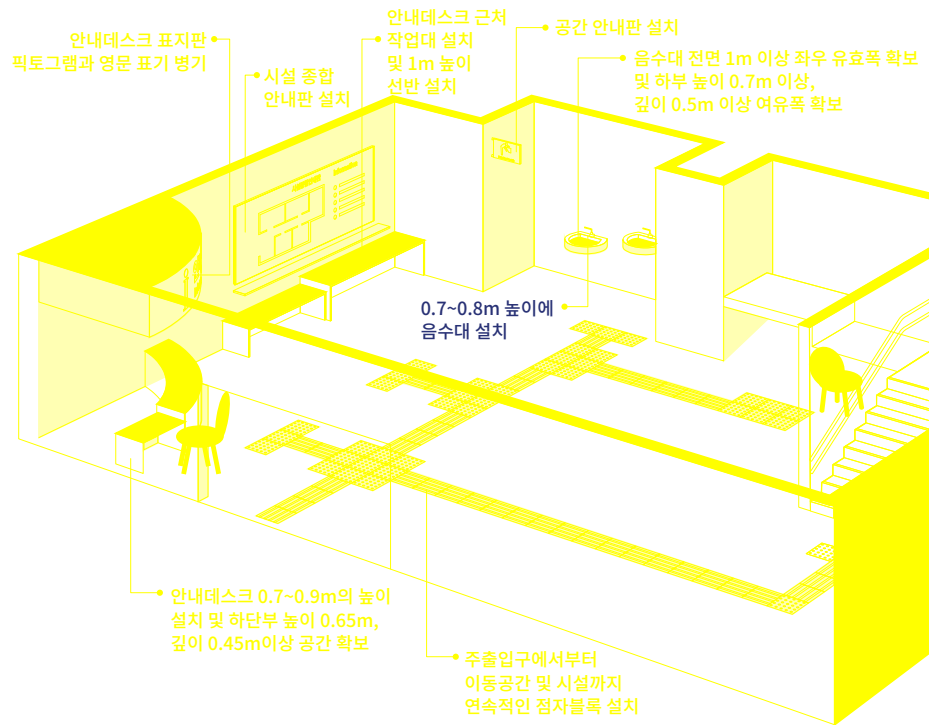 안내데스크 표지판
픽토그램과 영문 표기 병기
시설 종합
안내판 설치
안내데스크 근처
작업대 설치
및 1m 높이
선반 설치
공간 안내판 설치
음수대 전면 1m 이상 좌우 유효폭 확보
및 하부 높이 0.7m 이상,
깊이 0.5m 이상 여유폭 확보
0.7~0.8m 높이에
음수대 설치
안내데스크 0.7~0.9m의 높이
설치 및 하단부 높이 0.65m,
깊이 0.45m이상 공간 확보
주출입구에서부터
이동공간 및 시설까지
연속적인 점자블록 설치